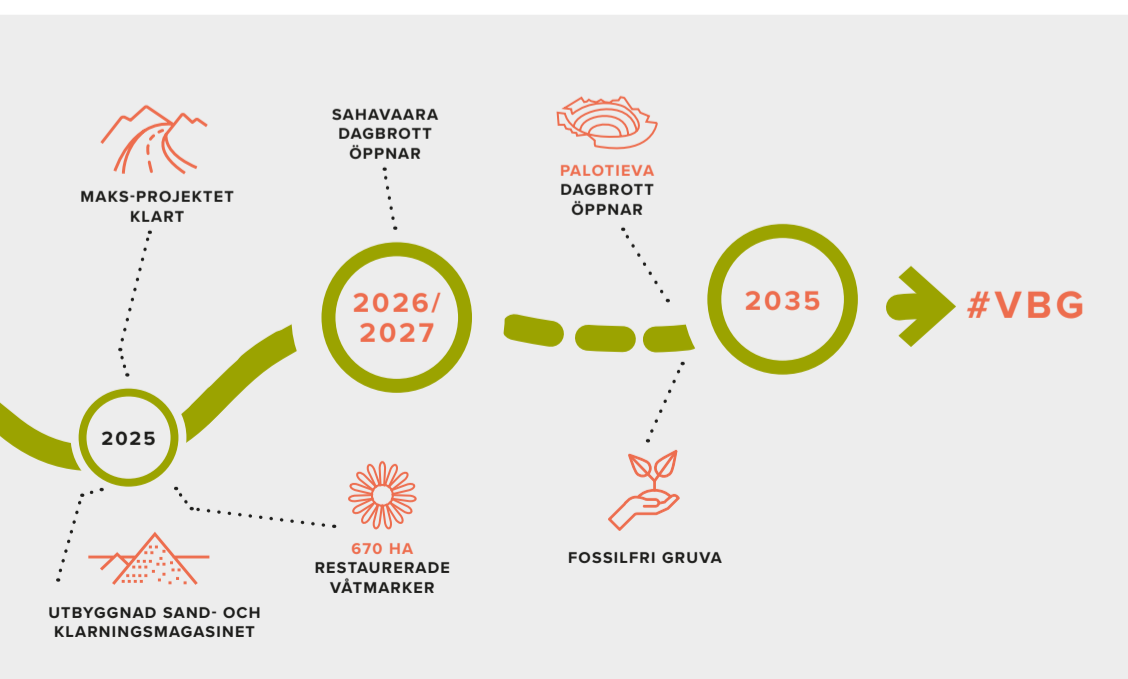 MAKS-PROJEKTET
KLART
2025
UTBYGGNAD SAND- OCH
KLARNINGSMAGASINET
670 HA
RESTAURERADE
VÅTMARKER
SAHAVAARA
DAGBROTT
ÖPPNAR
2026/
2027
PALOTIEVA
DAGBROTT
ÖPPNAR
FOSSILFRI GRUVA
2035
#VBG